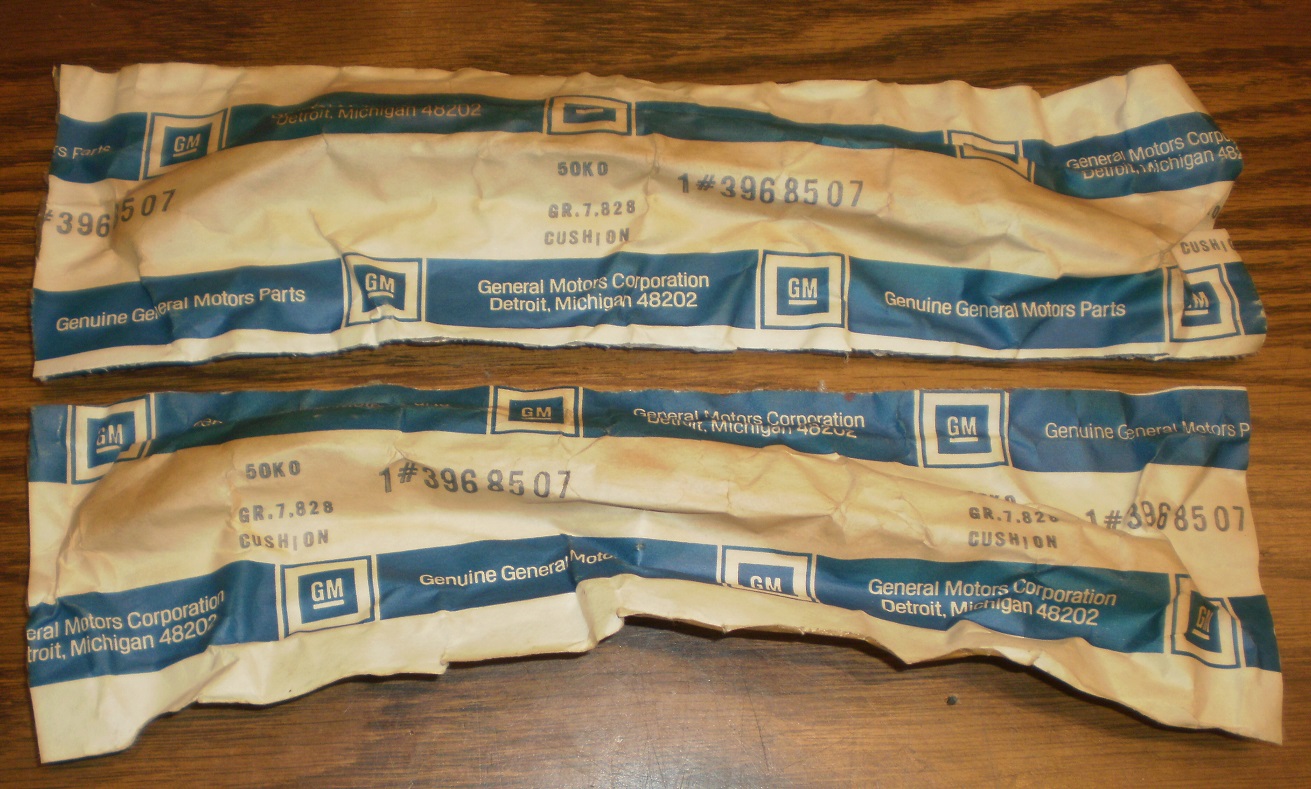 s Parts
GM
Detroit, Michigan 48202
General Motors Corpo
Detroit, Michigan 482
#396 507
50KO
1#3968507
GR.7.828
CUSHION
CUSHI
Genuine General Motors Parts
GM
General Motors Corporation
Detroit, Michigan 48202
GM
Genuine General Motors Parts
GM
GM
GM
General Motors Corporation
Detroit, Michigan 48202
GM
Genuine General Motors P
50KO
1#3968507
GR.7.828
CUSHION
GR.7.828
CUSHION
1#3968507
eral Motors Corporation
troit, Michigan 48202
GM
Genuine General Moto
GM
General Motors Corporation
Detroit, Michigan 48202
GM